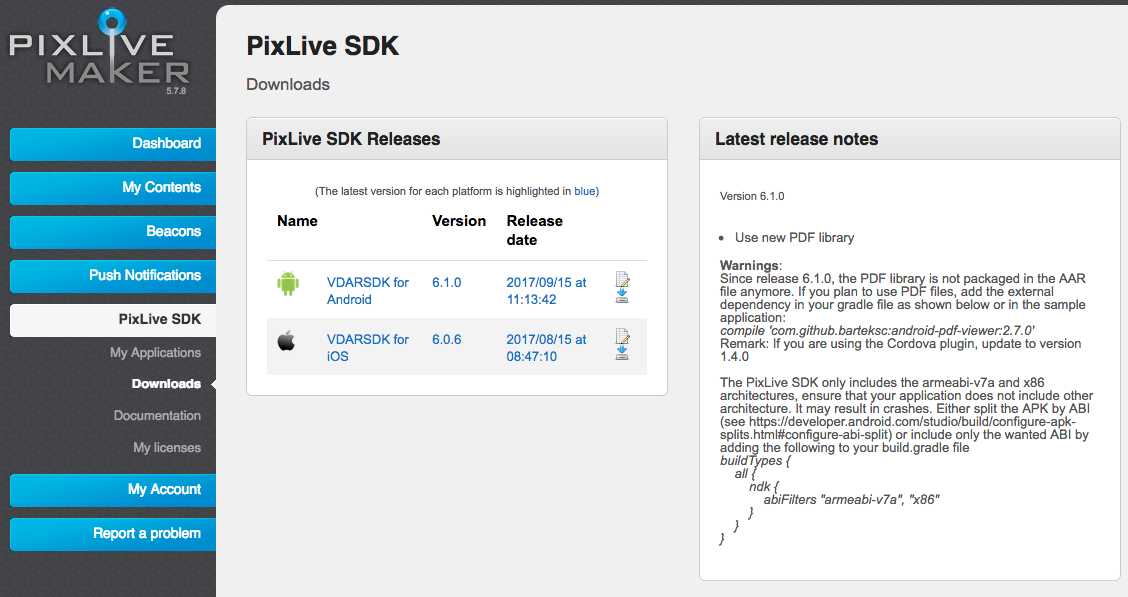 PIXLIVE
MAKER
5.7.8
Dashboard
My Contents
Beacons
Push Notifications
PixLive SDK
My Applications
Downloads
Documentation
My licenses
My Account
Report a problem
PixLive SDK
Downloads
PixLive SDK Releases
(The latest version for each platform is highlighted in blue)
Name Version Release
date
VDARSDK for 6.1.0 2017/09/15 at
Android 11:13:42
VDARSDK for 6.0.6 2017/08/15 at
iOS 08:47:10
Latest release notes
Version 6.1.0
• Use new PDF library
Warnings:
Since release 6.1.0, the PDF library is not packaged in the AAR
file anymore. If you plan to use PDF files, add the external
dependency in your gradle file as shown below or in the sample
application:
compile 'com.github.barteksc:android-pdf-viewer:2.7.0'
Remark: If you are using the Cordova plugin, update to version
1.4.0
The PixLive SDK only includes the armeabi-v7a and x86
architectures, ensure that your application does not include other
architecture. It may result in crashes. Either split the APK by ABI
(see https://developer.android.com/studio/build/configure-apk-
splits.html#configure-abi-split) or include only the wanted ABI by
adding the following to your build.gradle file
buildTypes {
all {
ndk {
abiFilters "armeabi-v7a", "x86"
}
}
}